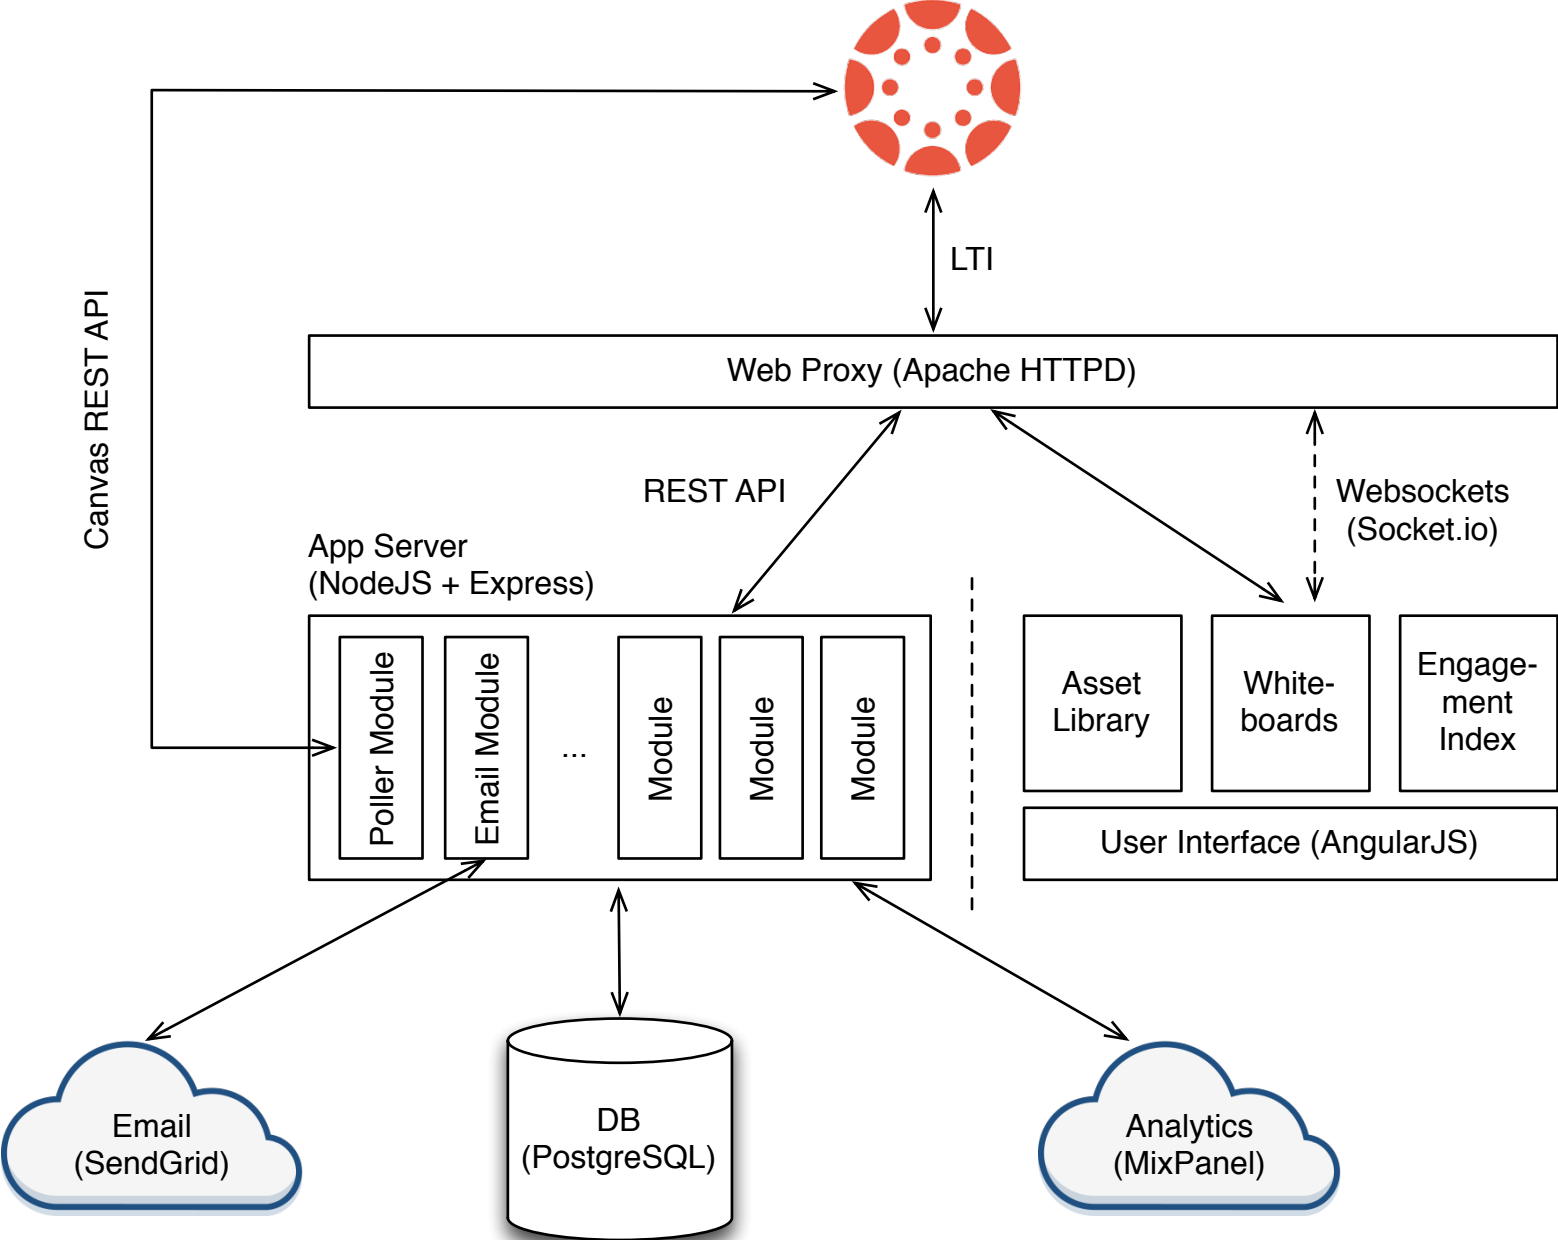 LTI
Canvas REST API
Web Proxy (Apache HTTPD)
REST API
Websockets
(Socket.io)
App Server
(NodeJS + Express)
Poller Module
Email Module
...
Module
Module
Module
Asset
Library
White-
boards
Engage-
ment
Index
User Interface (AngularJS)
Email
(SendGrid)
DB
(PostgreSQL)
Analytics
(MixPanel)